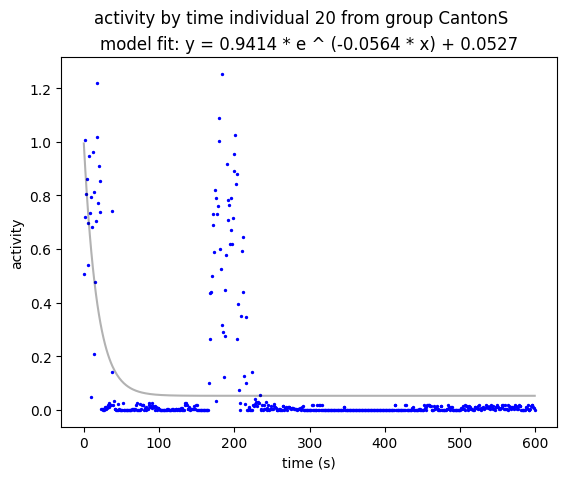 activity by time individual 20 from group CantonS
model fit: y = 0.9414 * e ^ (-0.0564 * x) + 0.0527
1.2
1.0
0.8
0.6
0.4
0.2
0.0
activity
0 100 200 300 400 500 600
time (s)